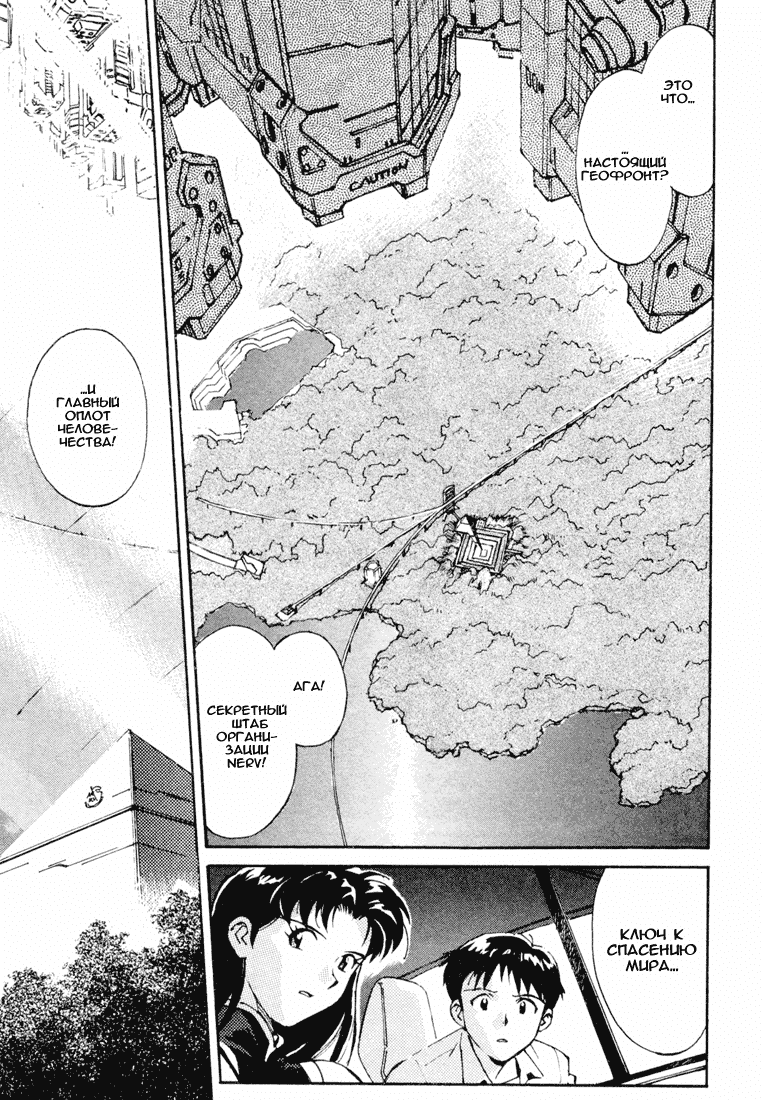 ЭТО
ЧТО...
...
НАСТОЯЩИЙ
ГЕОФРОНТ?
CAUTION
АГА!
СЕКРЕТНЫЙ
ШТАБ
ОРГАНИ-
ЗАЦИИ
NERV!
КЛЮЧ К
СПАСЕНИЮ
МИРА...
...И
ГЛАВНЫЙ
ОПЛОТ
ЧЕЛОВЕ-
ЧЕСТВА!